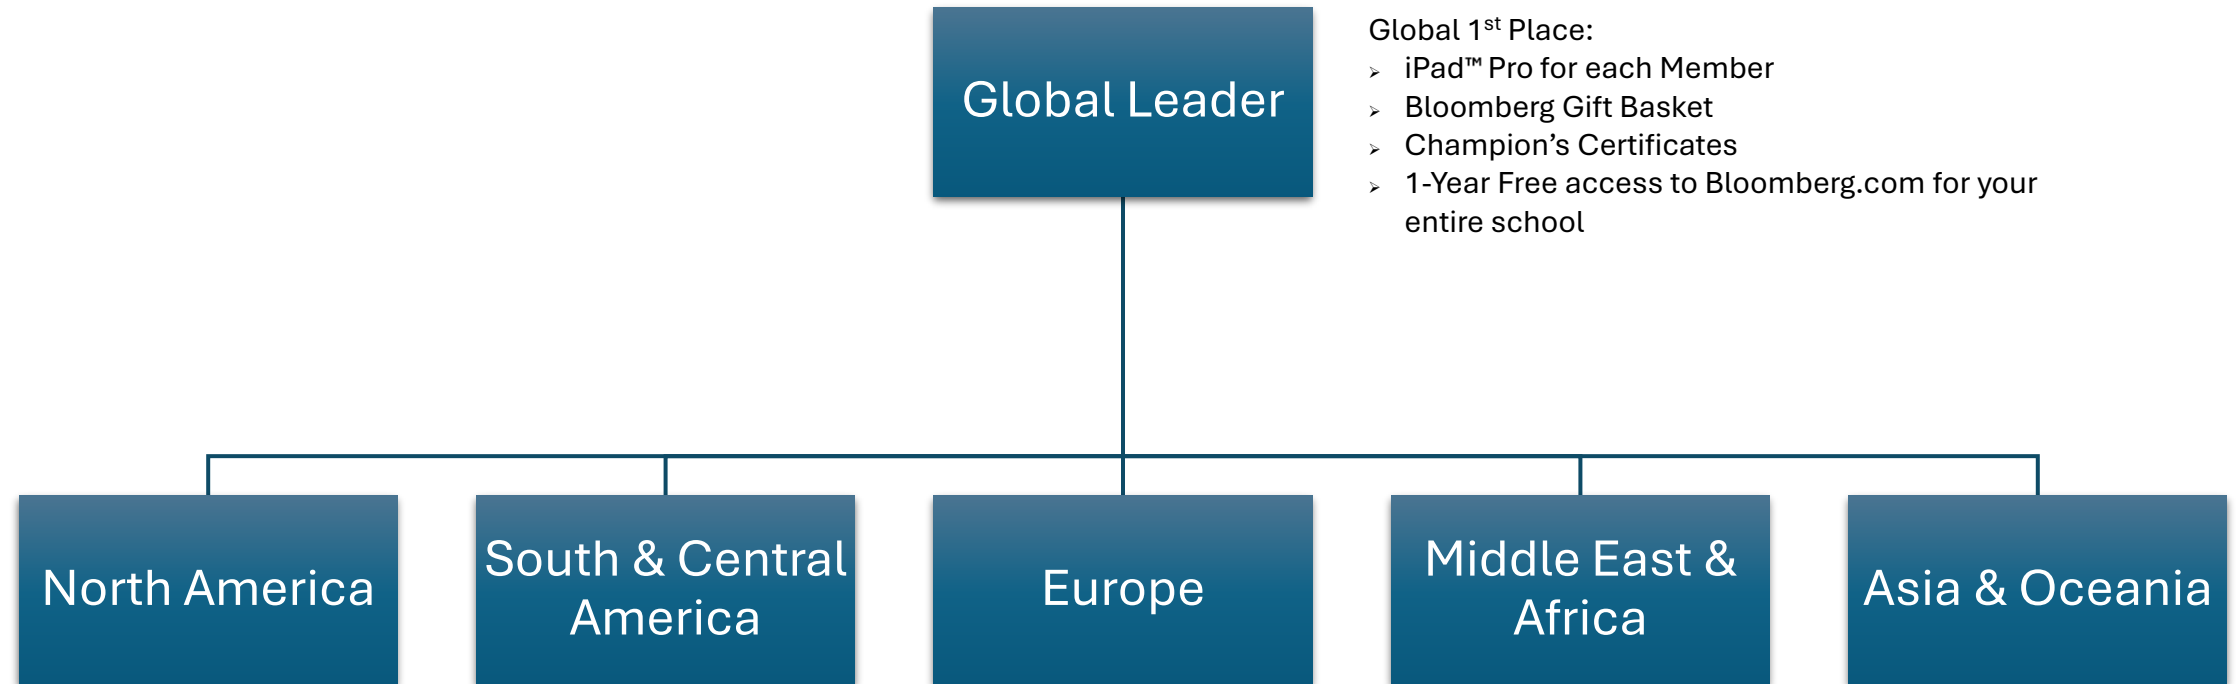 Global Leader
Global 1st Place:
➢ iPad™ Pro for each Member
➢ Bloomberg Gift Basket
➢ Champion’s Certificates
➢ 1-Year Free access to Bloomberg.com for your
entire school
North America
South & Central
America
Europe
Middle East &
Africa
Asia & Oceania